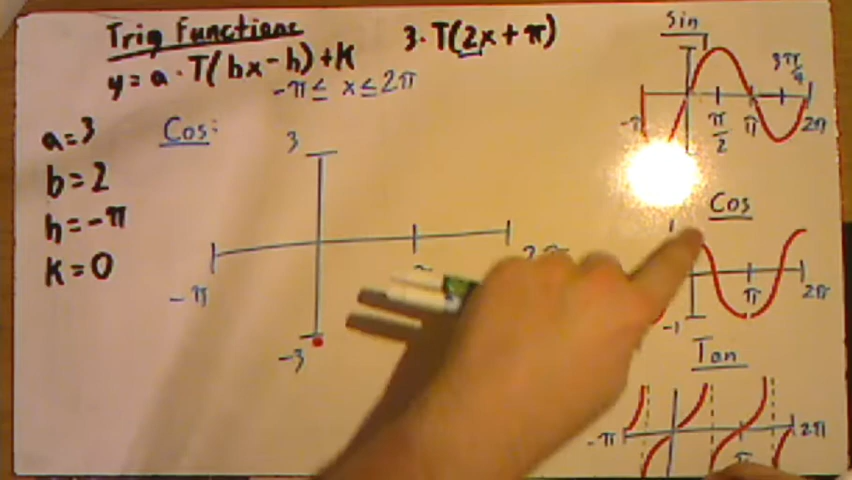 Trig Functions
3·T(2x+π)
y=a·T(bx-h)+K
-π ≤ x ≤ 2π
a=3
b=2
h=-π
K=0
Cos:
3
-π
-3
Sin
-π
π/2
π
3π/4
2π
Cos
1
-1
π
2π
Tan
-π
π
2π